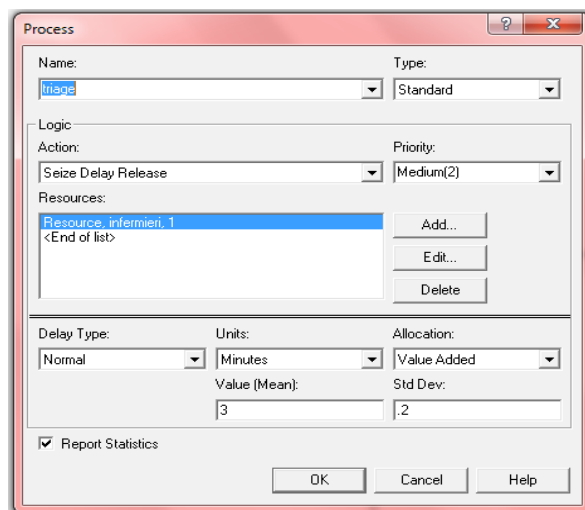 Process
Name: Type:
triage Standard
Logic
Action: Priority:
Seize Delay Release Medium(2)
Resources:
Resource, infermieri, 1
<End of list>
Add...
Edit...
Delete
Delay Type: Units: Allocation:
Normal Minutes Value Added
Value (Mean): Std Dev:
3 .2
Report Statistics
OK Cancel Help